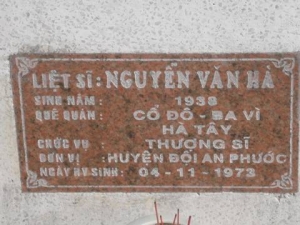 LIỆT SĨ: NGUYỄN VĂN HÀ
SINH NĂM : 1938
QUÊ QUÁN : CỔ ĐÔ - BA VÌ
HÀ TÂY
CHỨC VỤ : THƯỢNG SĨ
ĐƠN VỊ : HUYỆN ĐỘI AN PHƯỚC
NGÀY HY SINH: 04-11-1973